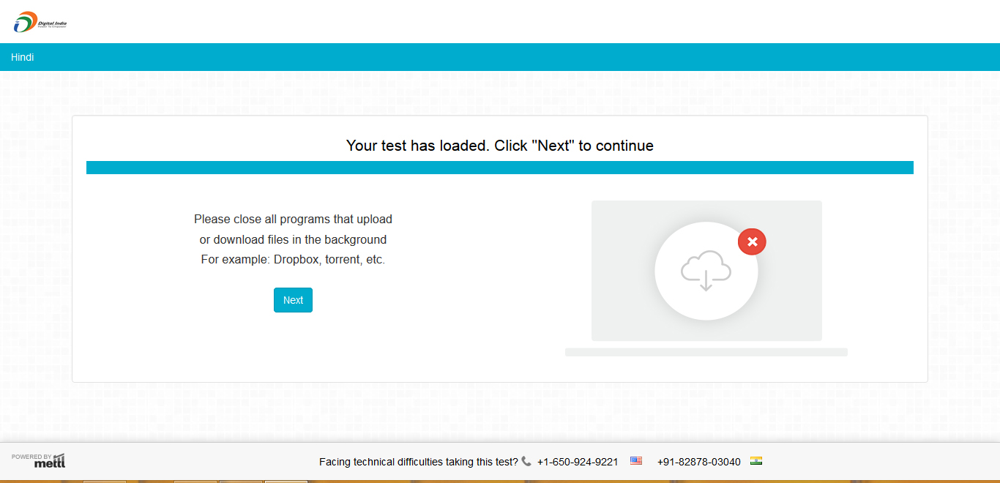 Digital India
Power To Empower
Hindi
Your test has loaded. Click "Next" to continue
Please close all programs that upload
or download files in the background
For example: Dropbox, torrent, etc.
Next
POWERED BY
mettl
Facing technical difficulties taking this test? +1-650-924-9221 +91-82878-03040